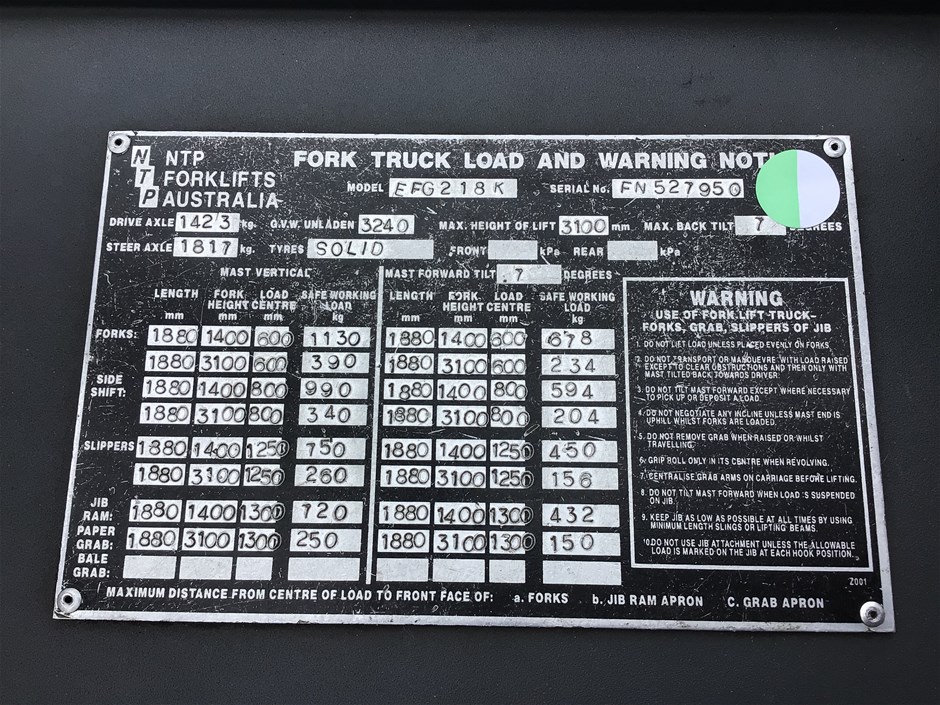 NTP
NTP
FORKLIFTS
AUSTRALIA
FORK TRUCK LOAD AND WARNING
MODEL EFG218K SERIAL No. FN527950
DRIVE AXLE 1423 kg. G.V.W. UNLADEN 3240 MAX. HEIGHT OF LIFT 3100 mm MAX. BACK TILT 7
STEER AXLE 1817 kg. TYRES SOLID FRONT kPa REAR kPa
MAST VERTICAL MAST FORWARD TILT 7 DEGREES
LENGTH FORK HEIGHT LOAD CENTRE SAFE WORKING LOAD LENGTH FORK HEIGHT LOAD CENTRE SAFE WORKING LOAD
mm mm mm kg mm mm mm kg
FORKS: 1880 1400 600 1130 1880 1400 600 678
1880 3100 600 390 1880 3100 600 234
SIDE SHIFT: 1880 1400 800 990 1880 1400 800 594
1880 3100 800 340 1880 3100 800 204
SLIPPERS 1880 1400 1250 750 1880 1400 1250 450
1880 3100 1250 260 1880 3100 1250 156
JIB RAM: 1880 1400 1300 720 1880 1400 1300 432
PAPER GRAB: 1880 3100 1300 250 1880 3100 1300 150
BALE GRAB:
WARNING
USE OF FORK LIFT TRUCK-
FORKS, GRAB, SLIPPERS OF JIB
1. DO NOT LIFT LOAD UNLESS PLACED EVENLY ON FORKS
2. DO NOT TRANSPORT OR MANOUEVRE WITH LOAD RAISED
EXCEPT TO CLEAR OBSTRUCTIONS AND THEN ONLY WITH
MAST TILTED BACK TOWARDS DRIVER.
3. DO NOT TILT MAST FORWARD EXCEPT WHERE NECESSARY
TO PICK UP OR DEPOSIT A LOAD.
4. DO NOT NEGOTIATE ANY INCLINE UNLESS MAST END IS
UPHILL WHILST FORKS ARE LOADED.
5. DO NOT REMOVE GRAB WHEN RAISED OR WHILST
TRAVELLING.
6. GRIP ROLL ONLY IN ITS CENTRE WHEN REVOLVING.
7. CENTRALISE GRAB ARMS ON CARRIAGE BEFORE LIFTING.
8. DO NOT TILT MAST FORWARD WHEN LOAD IS SUSPENDED
ON JIB.
9. KEEP JIB AS LOW AS POSSIBLE AT ALL TIMES BY USING
MINIMUM LENGTH SLINGS OR LIFTING BEAMS.
10. DO NOT USE JIB ATTACHMENT UNLESS THE ALLOWABLE
LOAD IS MARKED ON THE JIB AT EACH HOOK POSITION.
Z001
MAXIMUM DISTANCE FROM CENTRE OF LOAD TO FRONT FACE OF: a. FORKS b. JIB RAM APRON C. GRAB APRON